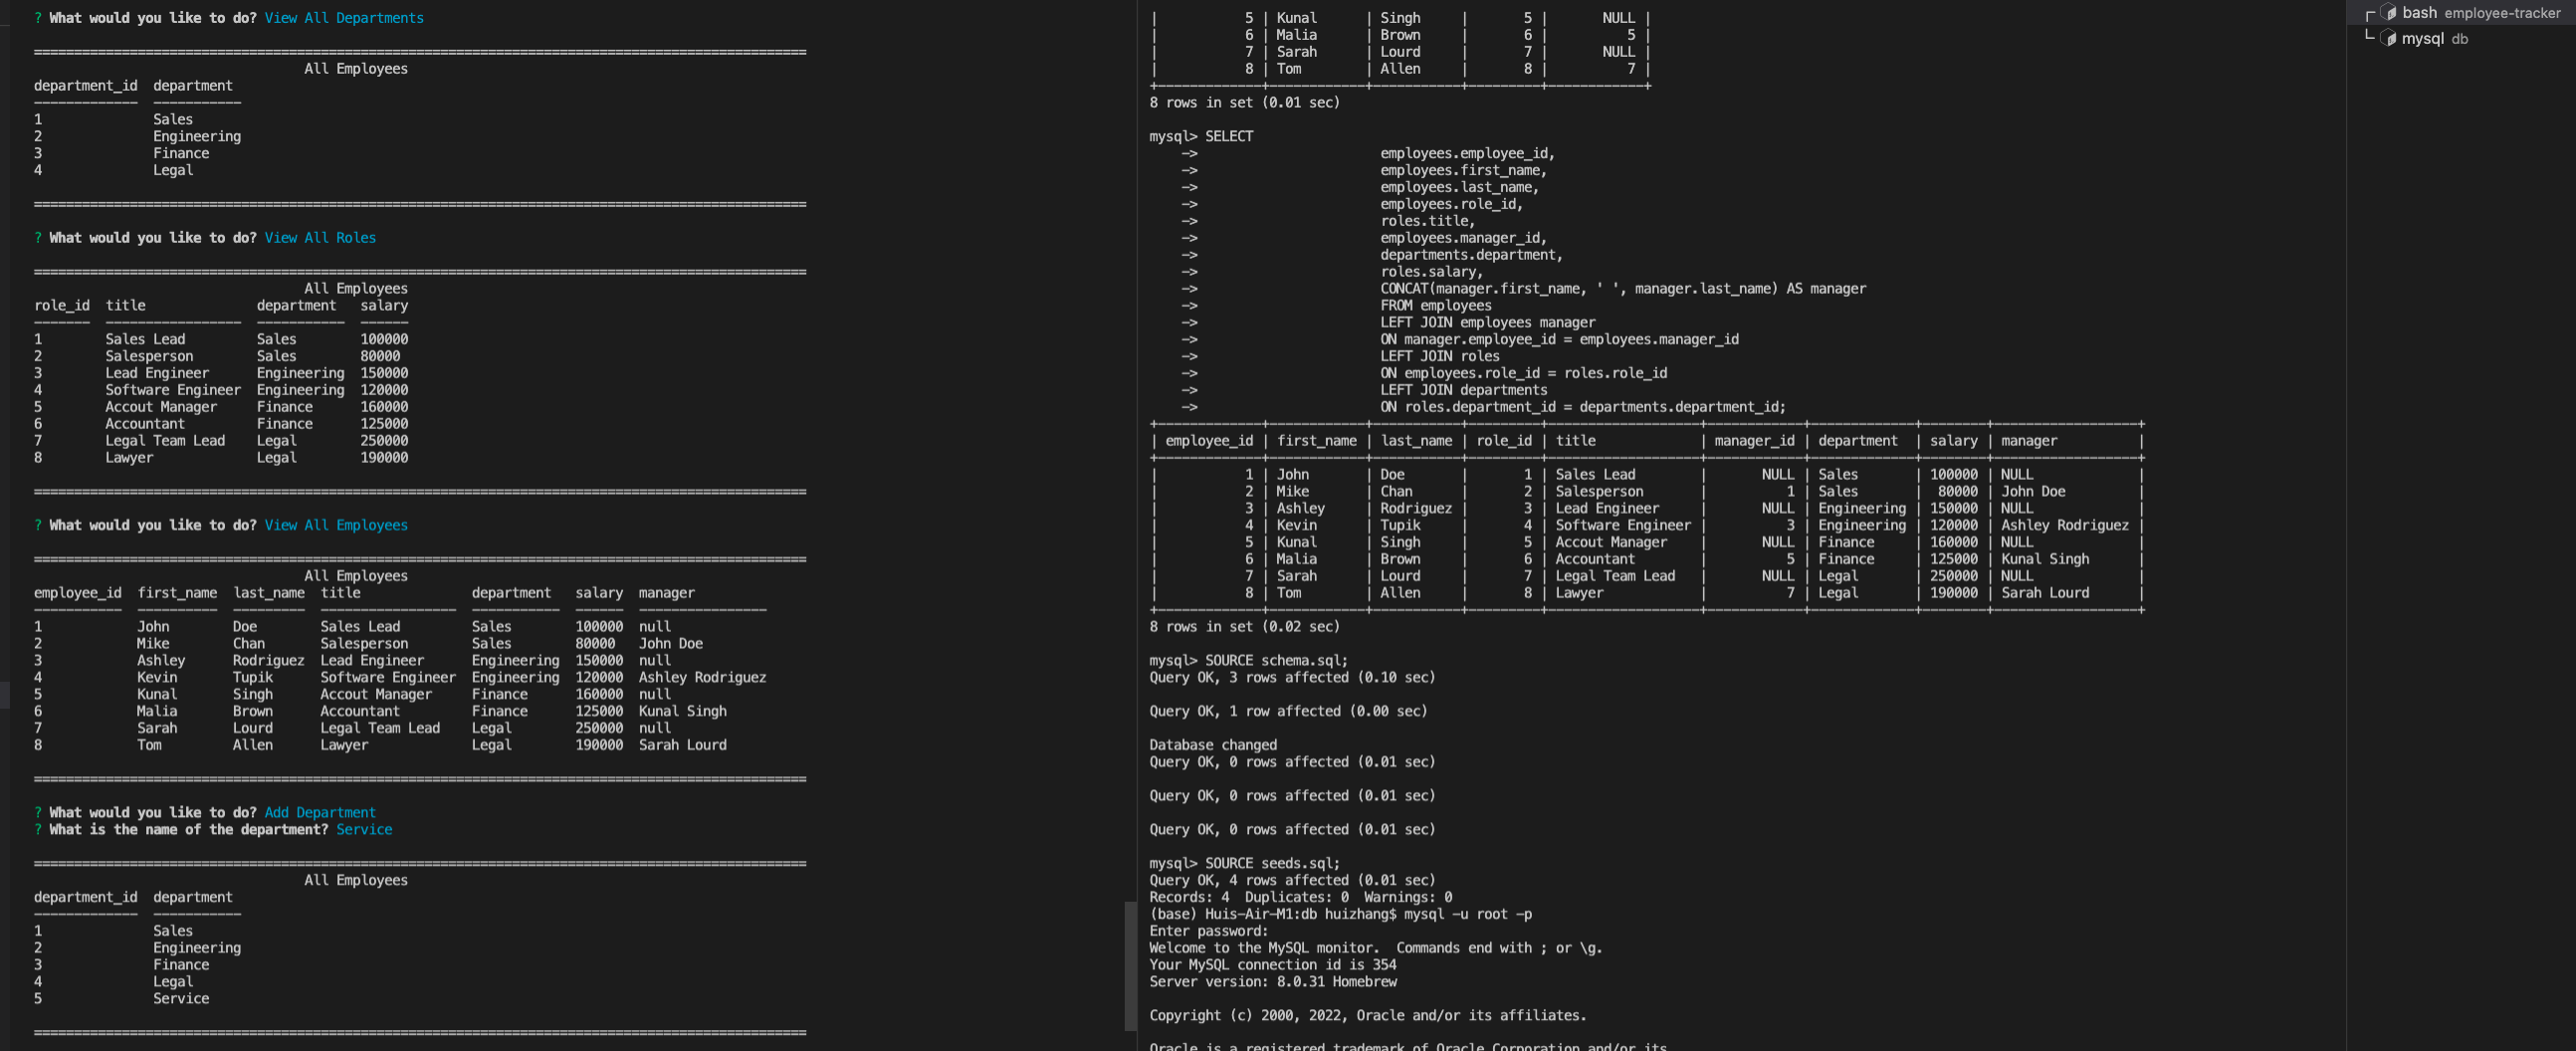 ? What would you like to do? View All Departments
All Employees
department_id  department
1              Sales
2              Engineering
3              Finance
4              Legal
? What would you like to do? View All Roles
All Employees
role_id  title              department   salary
1        Sales Lead         Sales        100000
2        Salesperson        Sales        80000
3        Lead Engineer      Engineering  150000
4        Software Engineer  Engineering  120000
5        Accout Manager     Finance      160000
6        Accountant         Finance      125000
7        Legal Team Lead    Legal        250000
8        Lawyer             Legal        190000
? What would you like to do? View All Employees
All Employees
employee_id  first_name  last_name  title              department   salary  manager
1            John        Doe        Sales Lead         Sales        100000  null
2            Mike        Chan       Salesperson        Sales        80000   John Doe
3            Ashley      Rodriguez  Lead Engineer      Engineering  150000  null
4            Kevin       Tupik      Software Engineer  Engineering  120000  Ashley Rodriguez
5            Kunal       Singh      Accout Manager     Finance      160000  null
6            Malia       Brown      Accountant         Finance      125000  Kunal Singh
7            Sarah       Lourd      Legal Team Lead    Legal        250000  null
8            Tom         Allen      Lawyer             Legal        190000  Sarah Lourd
? What would you like to do? Add Department
? What is the name of the department? Service
All Employees
department_id  department
1              Sales
2              Engineering
3              Finance
4              Legal
5              Service
| 5 | Kunal | Singh | 5 | NULL |
| 6 | Malia | Brown | 6 | 5 |
| 7 | Sarah | Lourd | 7 | NULL |
| 8 | Tom | Allen | 8 | 7 |
8 rows in set (0.01 sec)
mysql> SELECT
-> employees.employee_id,
-> employees.first_name,
-> employees.last_name,
-> employees.role_id,
-> roles.title,
-> employees.manager_id,
-> departments.department,
-> roles.salary,
-> CONCAT(manager.first_name, ' ', manager.last_name) AS manager
-> FROM employees
-> LEFT JOIN employees manager
-> ON manager.employee_id = employees.manager_id
-> LEFT JOIN roles
-> ON employees.role_id = roles.role_id
-> LEFT JOIN departments
-> ON roles.department_id = departments.department_id;
| employee_id | first_name | last_name | role_id | title | manager_id | department | salary | manager |
| 1 | John | Doe | 1 | Sales Lead | NULL | Sales | 100000 | NULL |
| 2 | Mike | Chan | 2 | Salesperson | 1 | Sales | 80000 | John Doe |
| 3 | Ashley | Rodriguez | 3 | Lead Engineer | NULL | Engineering | 150000 | NULL |
| 4 | Kevin | Tupik | 4 | Software Engineer | 3 | Engineering | 120000 | Ashley Rodriguez |
| 5 | Kunal | Singh | 5 | Accout Manager | NULL | Finance | 160000 | NULL |
| 6 | Malia | Brown | 6 | Accountant | 5 | Finance | 125000 | Kunal Singh |
| 7 | Sarah | Lourd | 7 | Legal Team Lead | NULL | Legal | 250000 | NULL |
| 8 | Tom | Allen | 8 | Lawyer | 7 | Legal | 190000 | Sarah Lourd |
8 rows in set (0.02 sec)
mysql> SOURCE schema.sql;
Query OK, 3 rows affected (0.10 sec)
Query OK, 1 row affected (0.00 sec)
Database changed
Query OK, 0 rows affected (0.01 sec)
Query OK, 0 rows affected (0.01 sec)
Query OK, 0 rows affected (0.01 sec)
mysql> SOURCE seeds.sql;
Query OK, 4 rows affected (0.01 sec)
Records: 4  Duplicates: 0  Warnings: 0
(base) Huis-Air-M1:db huizhang$ mysql -u root -p
Enter password:
Welcome to the MySQL monitor.  Commands end with ; or \g.
Your MySQL connection id is 354
Server version: 8.0.31 Homebrew
Copyright (c) 2000, 2022, Oracle and/or its affiliates.
Oracle is a registered trademark of Oracle Corporation and/or its
bash employee-tracker
mysql db